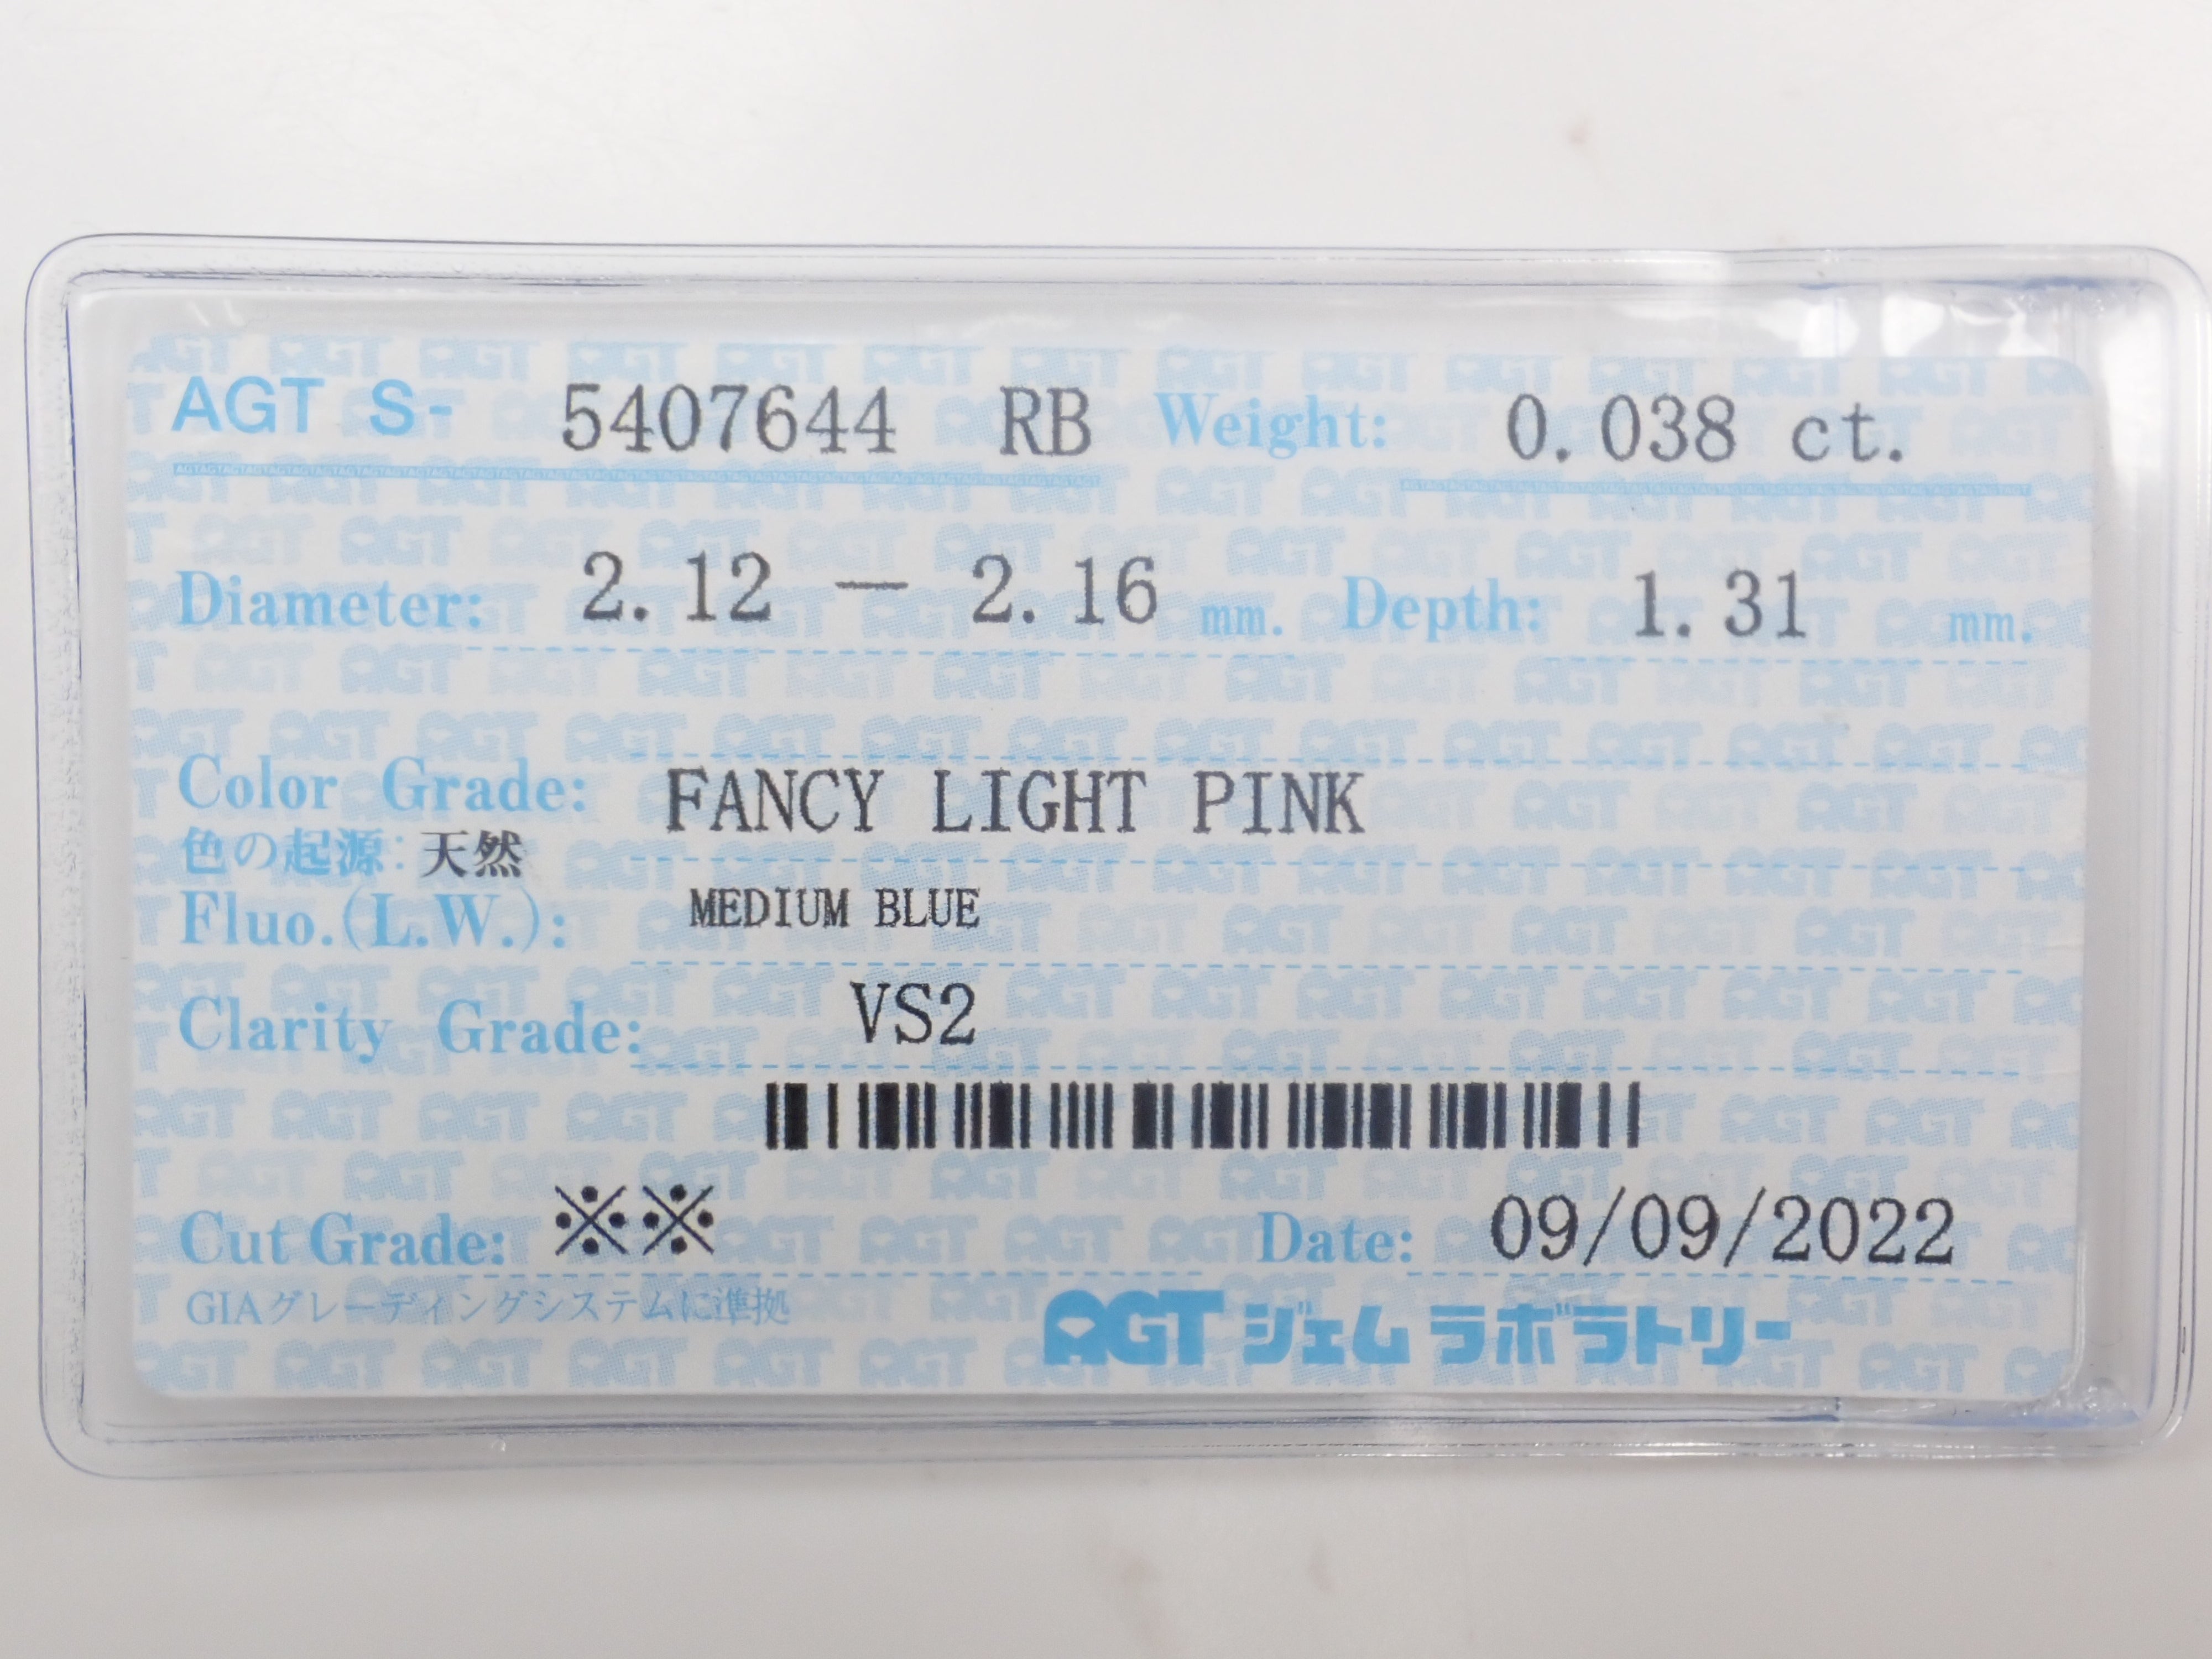 AGT S- 5407644 RB Weight: 0.038 ct.
Diameter: 2.12 — 2.16 mm. Depth: 1.31 mm.
Color Grade: FANCY LIGHT PINK
色の起源: 天然
Fluo.(L.W.): MEDIUM BLUE
Clarity Grade: VS2
Cut Grade: ※※ Date: 09/09/2022
GIAグレーディングシステムに準拠
AGT ジェム ラボラトリー